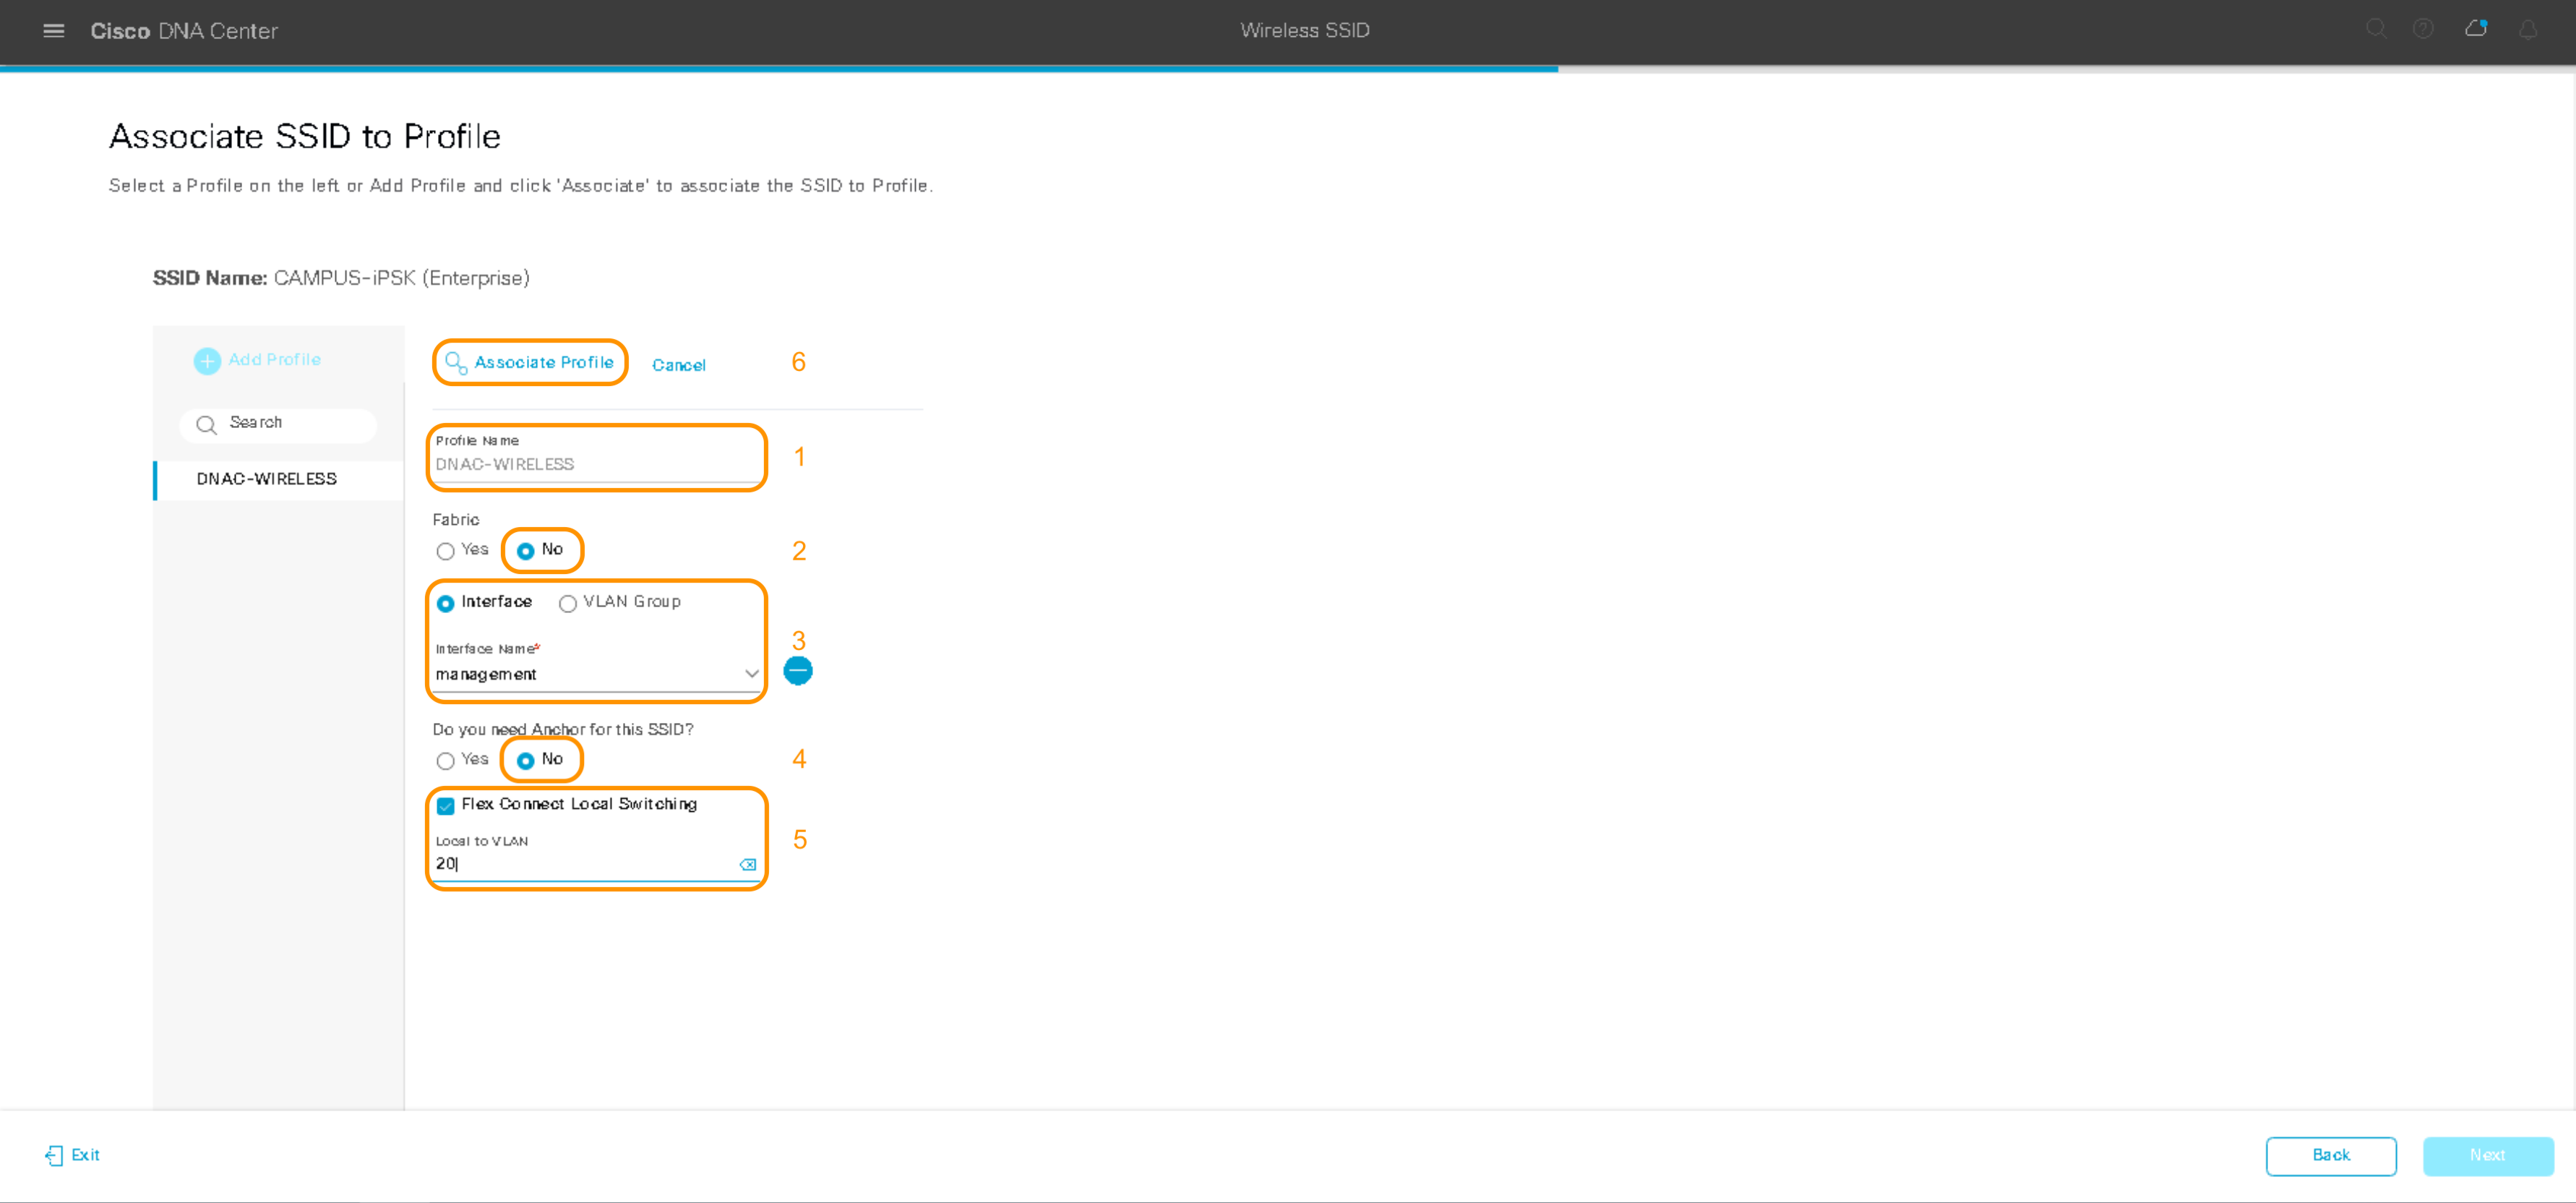 Cisco DNA Center
Wireless SSID
Associate SSID to Profile
Select a Profile on the left or Add Profile and click 'Associate' to associate the SSID to Profile.
SSID Name: CAMPUS-iPSK (Enterprise)
Add Profile
Search
DNAC-WIRELESS
Associate Profile Cancel 6
Profile Name
DNAC-WIRELESS
1
Fabric
Yes No 2
Interface VLAN Group
Interface Name*
management
3
Do you need Anchor for this SSID?
Yes No 4
Flex Connect Local Switching
Local to VLAN
20
5
Exit
Back
Next